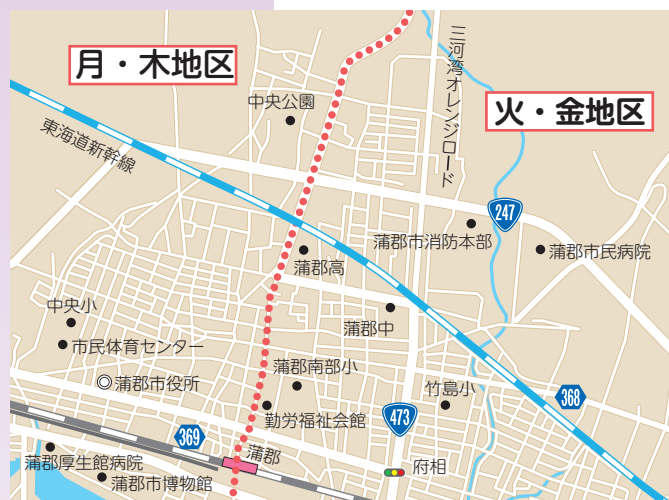 月・木地区
中央公園
三河湾オレンジロード
火・金地区
東海道新幹線
247
蒲郡市消防本部
蒲郡市民病院
蒲郡高
中央小
蒲郡中
市民体育センター
蒲郡南部小
蒲郡市役所
竹島小
368
勤労福祉会館
473
369
蒲郡
蒲郡厚生館病院
府相
蒲郡市博物館